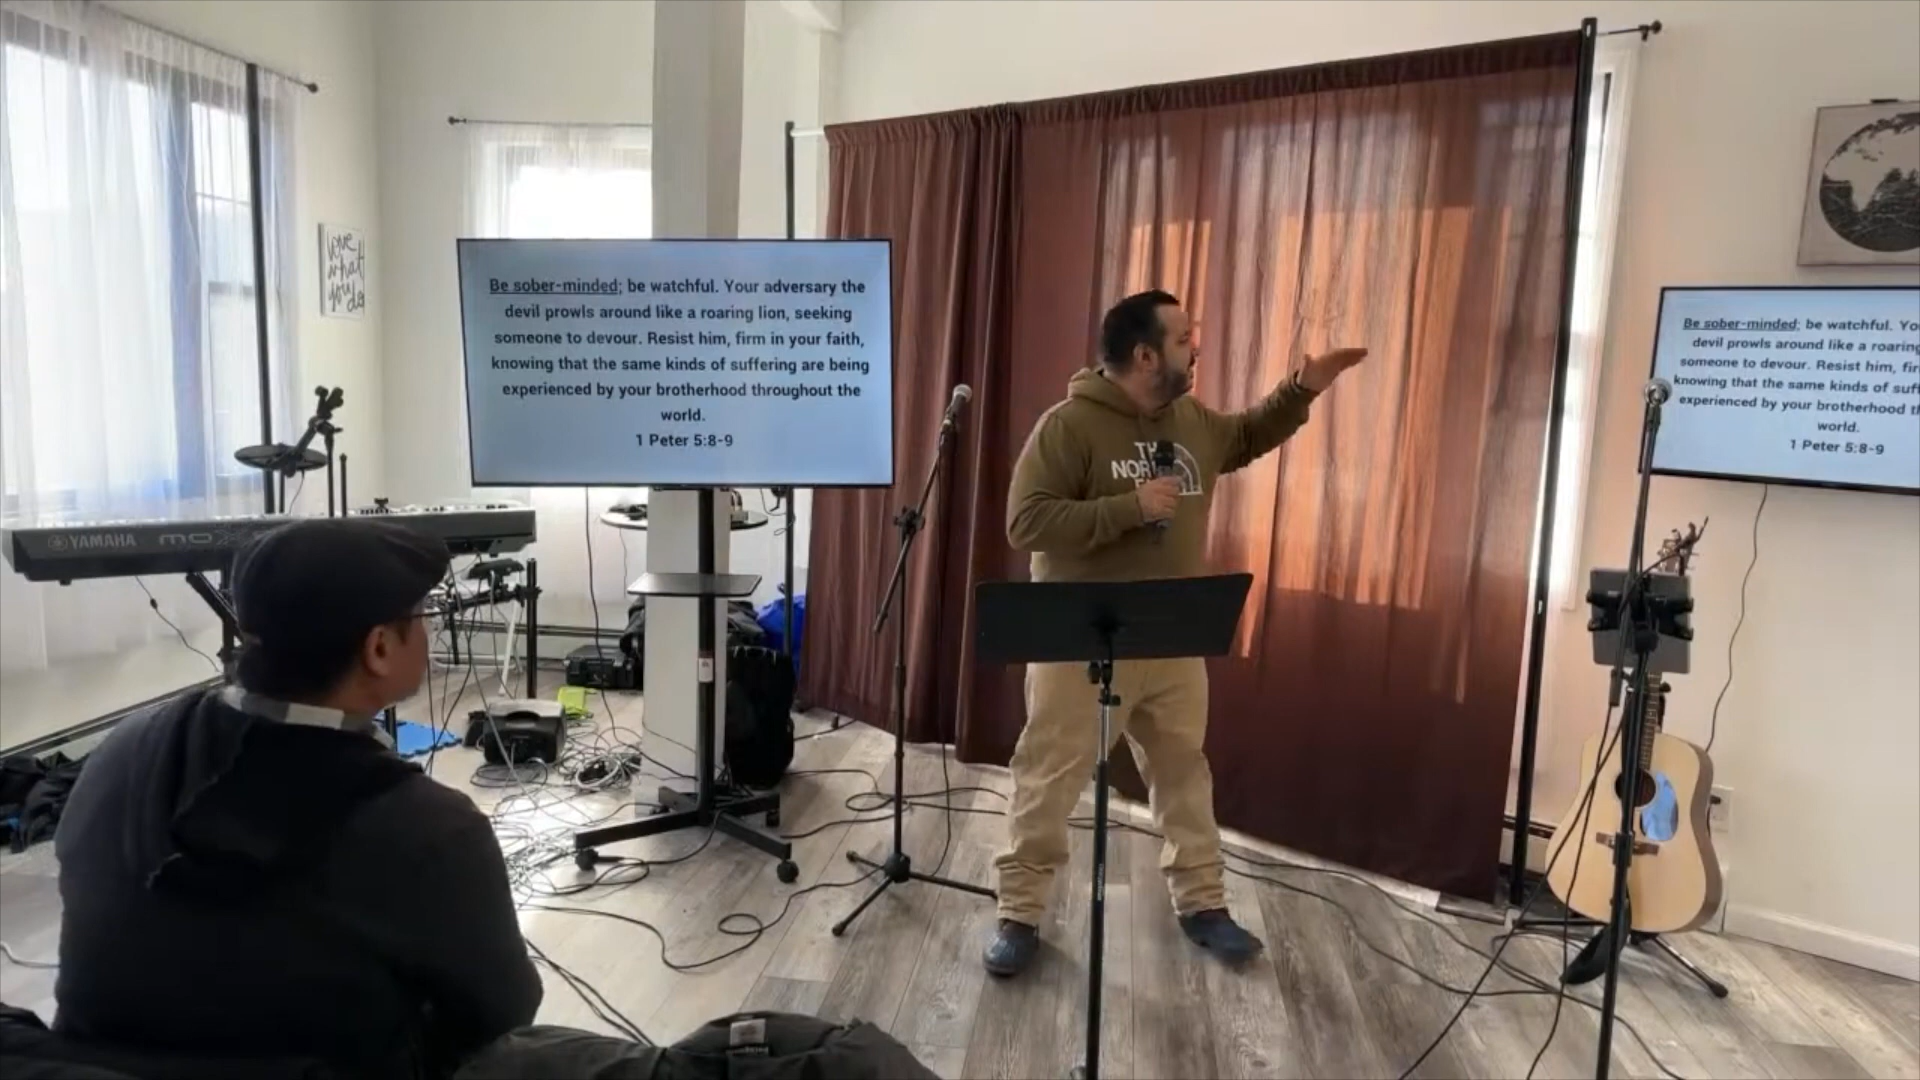 love
what
you do
Be sober-minded; be watchful. Your adversary the
devil prowls around like a roaring lion, seeking
someone to devour. Resist him, firm in your faith,
knowing that the same kinds of suffering are being
experienced by your brotherhood throughout the
world.
1 Peter 5:8-9
Be sober-minded; be watchful.
devil prowls around like a roaring
someone to devour. Resist him,
knowing that the same kinds of
experienced by your brotherhood
world.
1 Peter 5:8-9
THE
NORTH
YAMAHA